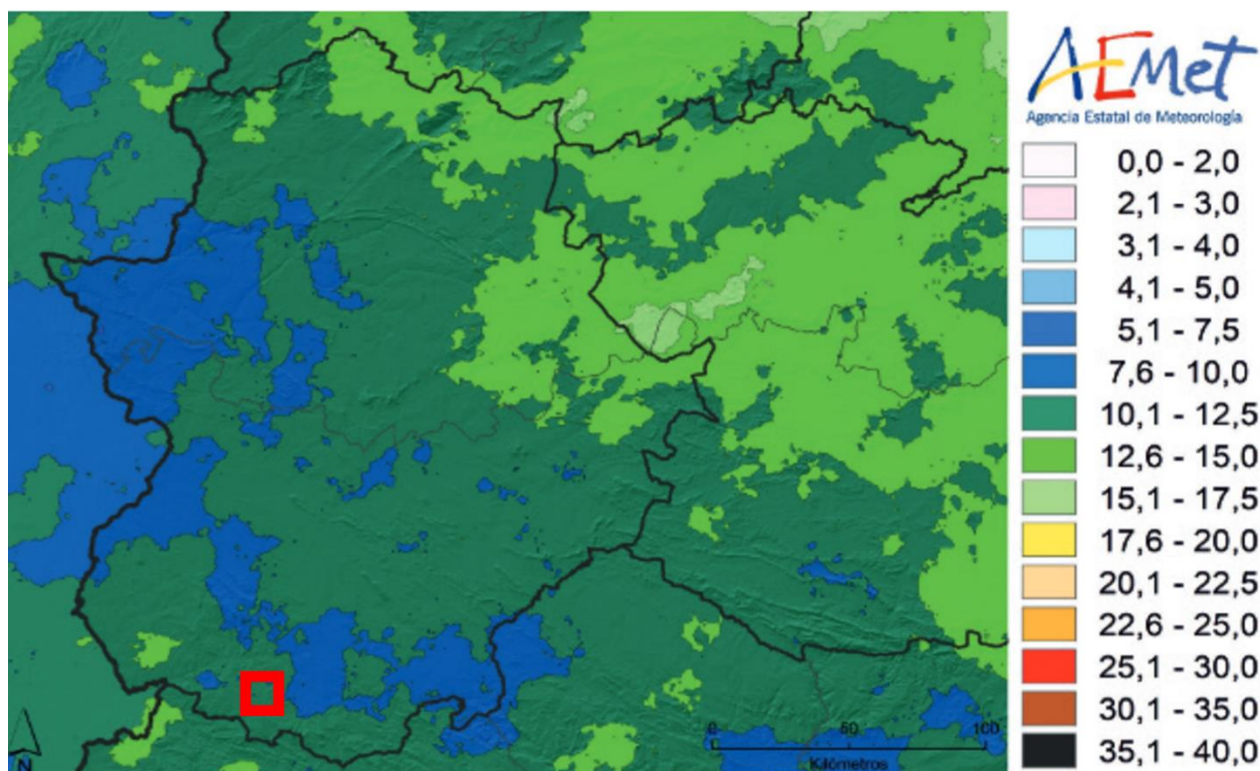 AEMet
Agencia Estatal de Meteorología
0,0 - 2,0
2,1 - 3,0
3,1 - 4,0
4,1 - 5,0
5,1 - 7,5
7,6 - 10,0
10,1 - 12,5
12,6 - 15,0
15,1 - 17,5
17,6 - 20,0
20,1 - 22,5
22,6 - 25,0
25,1 - 30,0
30,1 - 35,0
35,1 - 40,0
0 50 100
Kilómetros
N